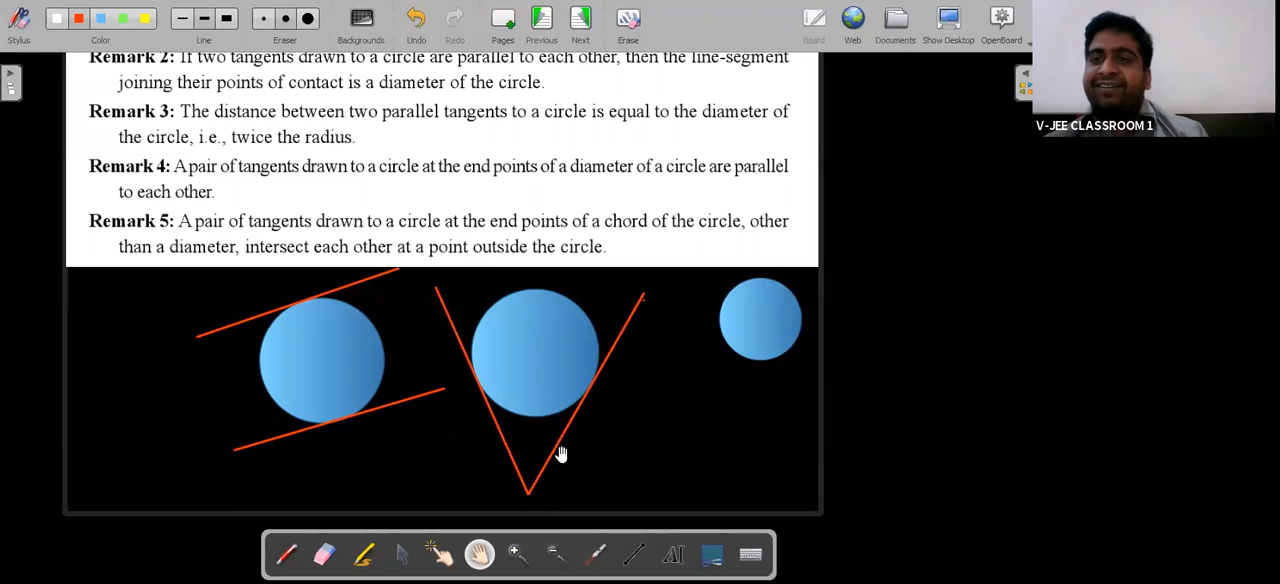 Stylus
Color
Line
Eraser
Backgrounds
Undo
Redo
Pages
Previous
Next
Erase
Board
Web
Documents
Show Desktop
OpenBoard
V-JEE CLASSROOM 1
Remark 2: If two tangents drawn to a circle are parallel to each other, then the line-segment
joining their points of contact is a diameter of the circle.
Remark 3: The distance between two parallel tangents to a circle is equal to the diameter of
the circle, i.e., twice the radius.
Remark 4: A pair of tangents drawn to a circle at the end points of a diameter of a circle are parallel
to each other.
Remark 5: A pair of tangents drawn to a circle at the end points of a chord of the circle, other
than a diameter, intersect each other at a point outside the circle.
AI